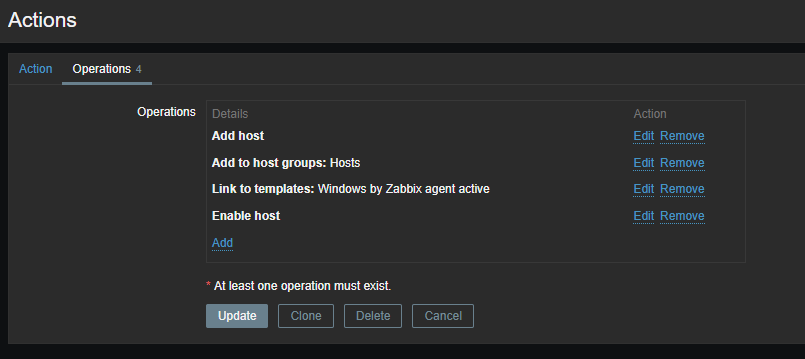 Actions
Action Operations 4
Operations Details Action
Add host Edit Remove
Add to host groups: Hosts Edit Remove
Link to templates: Windows by Zabbix agent active Edit Remove
Enable host Edit Remove
Add
* At least one operation must exist.
Update Clone Delete Cancel